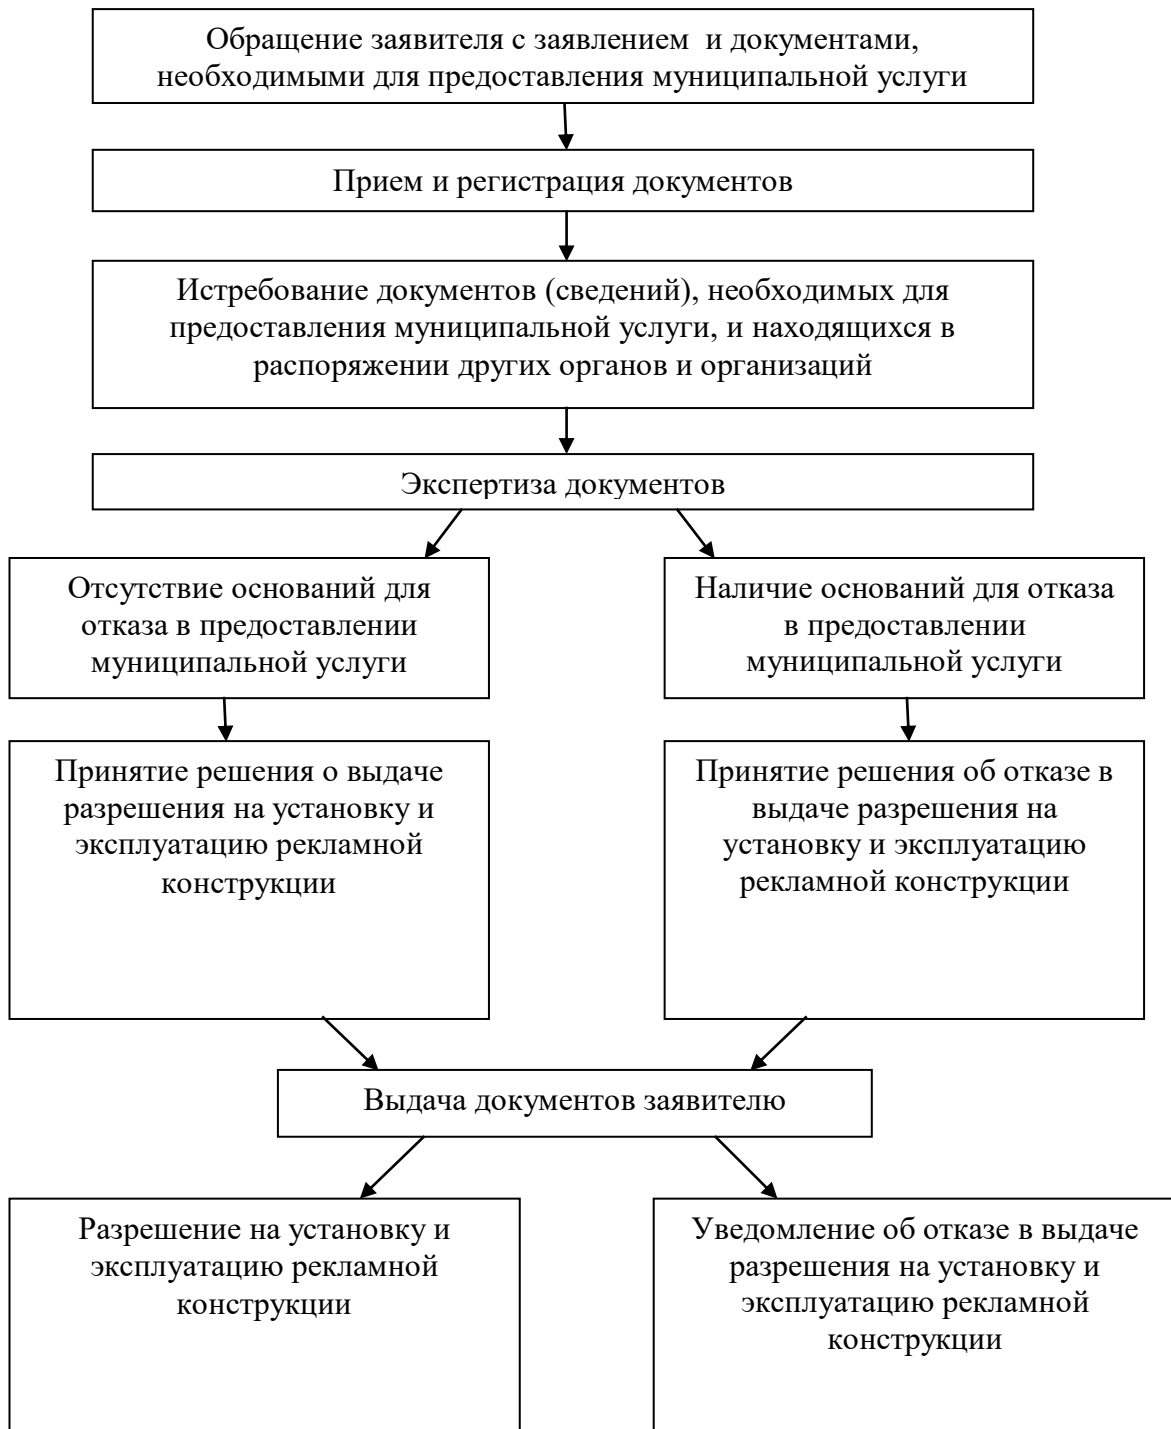 Обращение заявителя с заявлением  и документами,
необходимыми для предоставления муниципальной услуги
Прием и регистрация документов
Истребование документов (сведений), необходимых для
предоставления муниципальной услуги, и находящихся в
распоряжении других органов и организаций
Экспертиза документов
Отсутствие оснований для
отказа в предоставлении
муниципальной услуги
Наличие оснований для отказа
в предоставлении
муниципальной услуги
Принятие решения о выдаче
разрешения на установку и
эксплуатацию рекламной
конструкции
Принятие решения об отказе в
выдаче разрешения на
установку и эксплуатацию
рекламной конструкции
Выдача документов заявителю
Разрешение на установку и
эксплуатацию рекламной
конструкции
Уведомление об отказе в выдаче
разрешения на установку и
эксплуатацию рекламной
конструкции